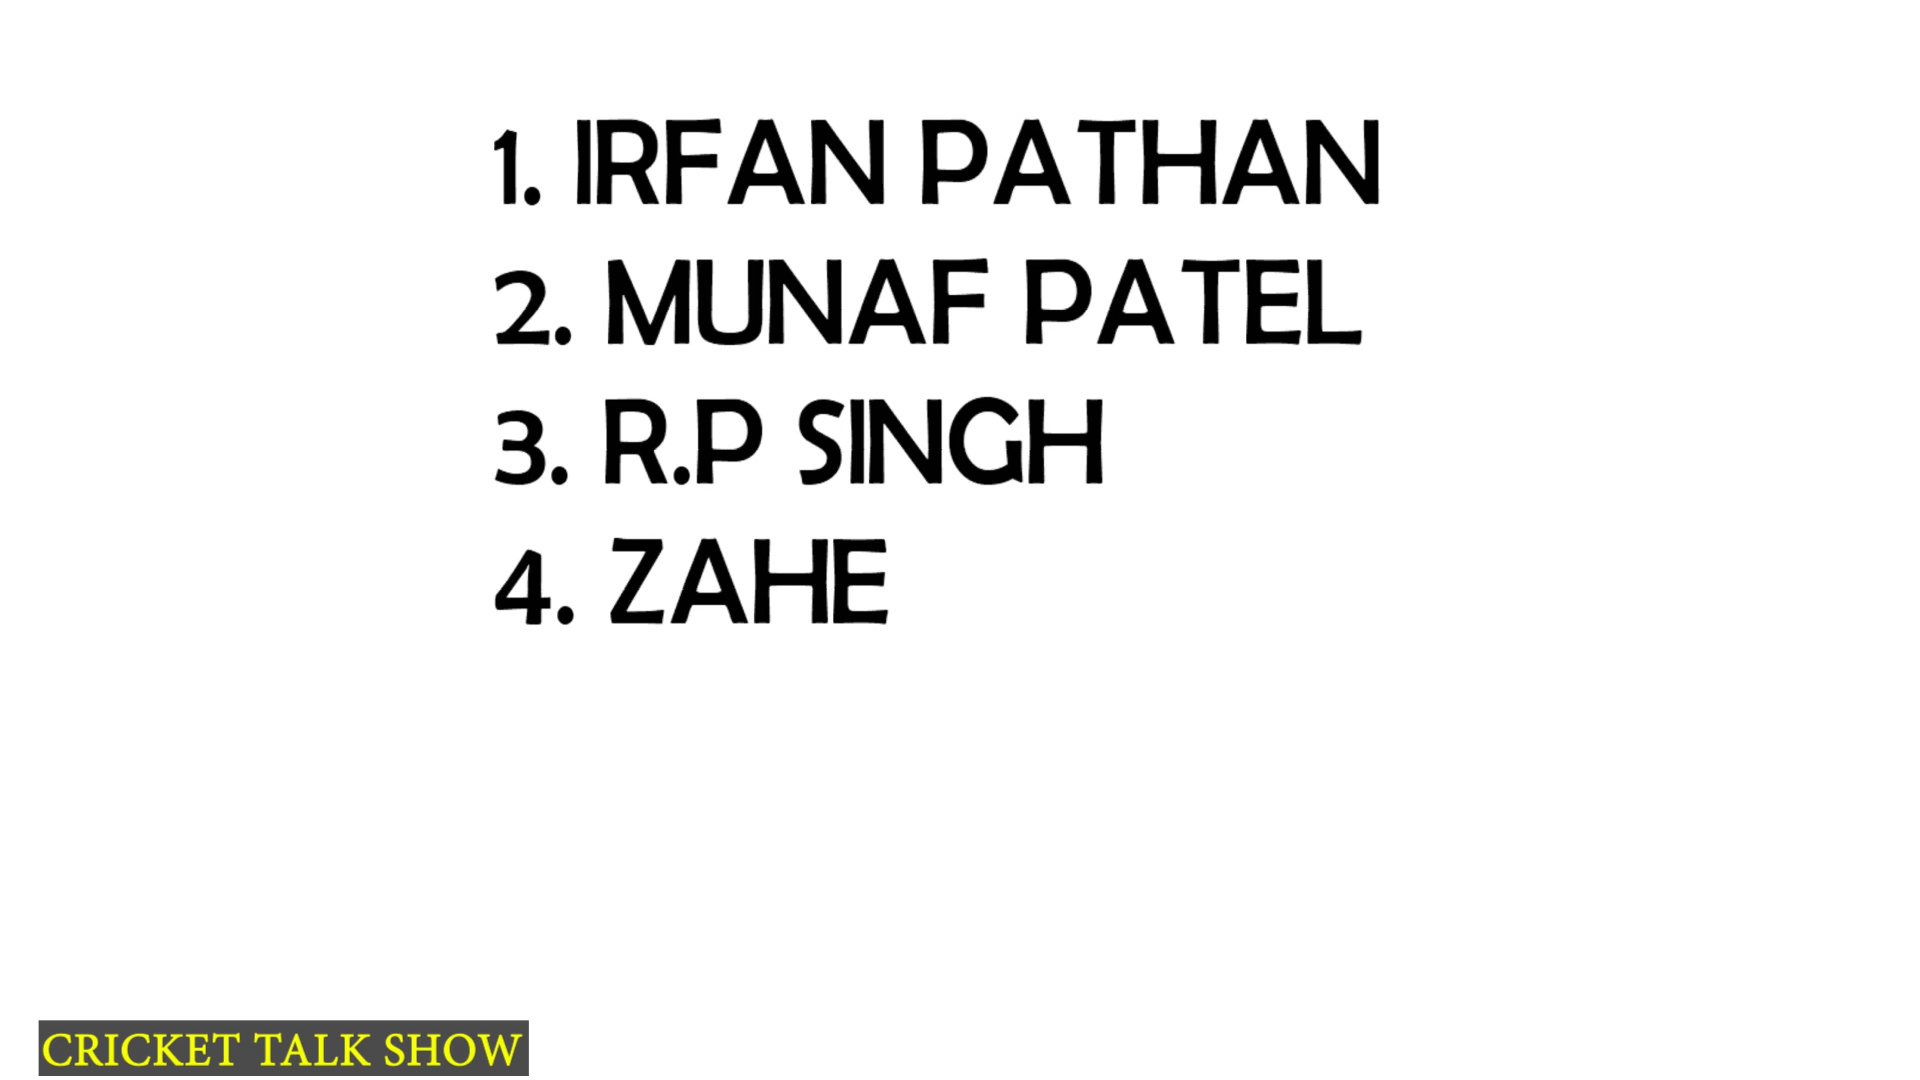 1. IRFAN PATHAN
2. MUNAF PATEL
3. R.P SINGH
4. ZAHE
CRICKET TALK SHOW